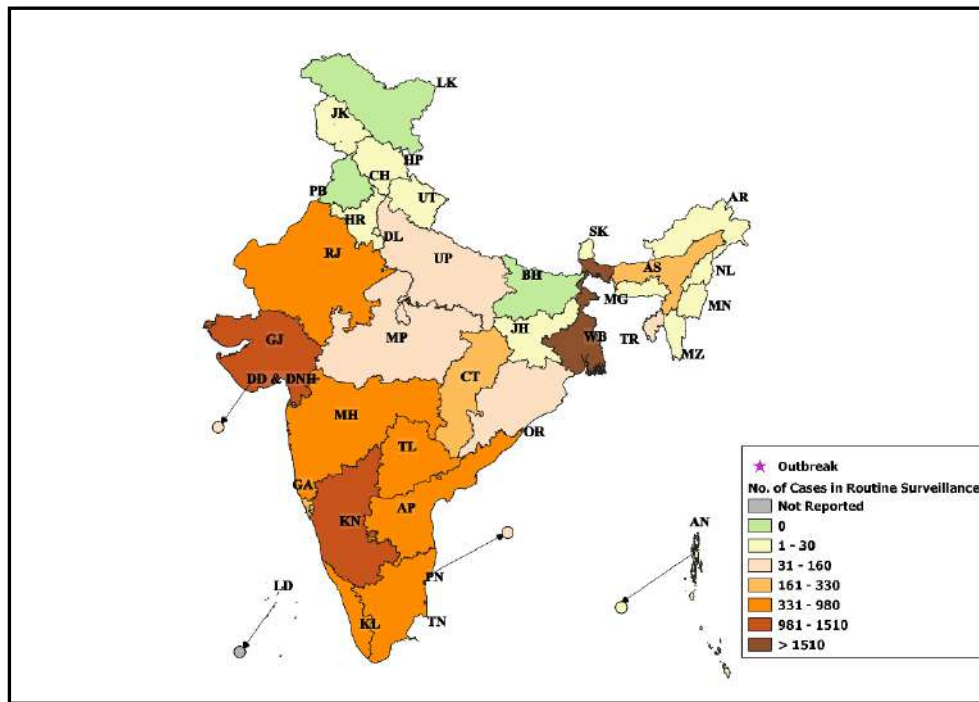 LK
JK
HP
CH
PB
UT
AR
HR
SK
DL
RJ
UP
AS
NL
BH
MG
MN
JH
TR
WB
GJ
MP
MZ
CT
DD & DNH
MH
OR
TL
GA
AP
KN
AN
PN
LD
KL
TN
Outbreak
No. of Cases in Routine Surveillance
Not Reported
0
1 - 30
31 - 160
161 - 330
331 - 980
981 - 1510
> 1510